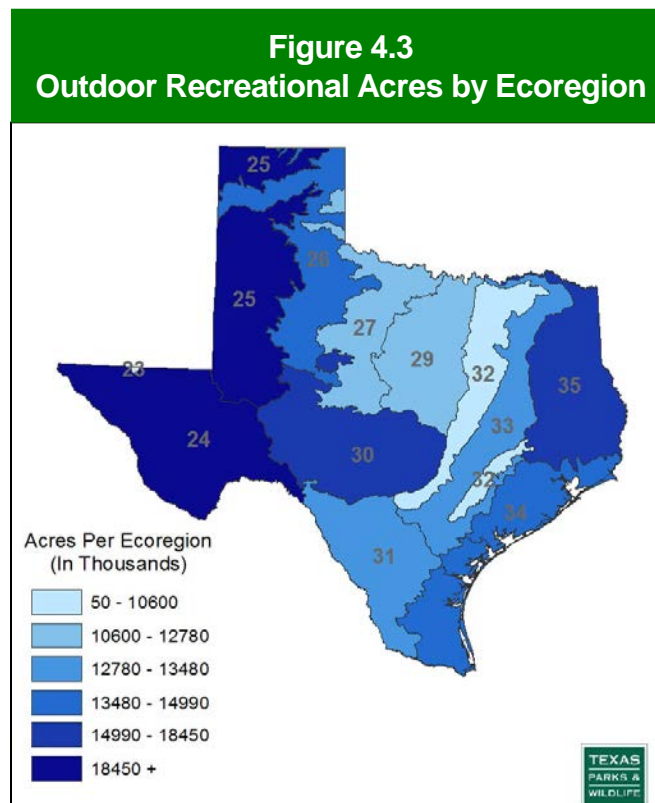 Figure 4.3
Outdoor Recreational Acres by Ecoregion
25
26
25
27
29
23
32
35
33
24
30
32
34
31
Acres Per Ecoregion
(In Thousands)
50 - 10600
10600 - 12780
12780 - 13480
13480 - 14990
14990 - 18450
18450 +
TEXAS
PARKS &
WILDLIFE